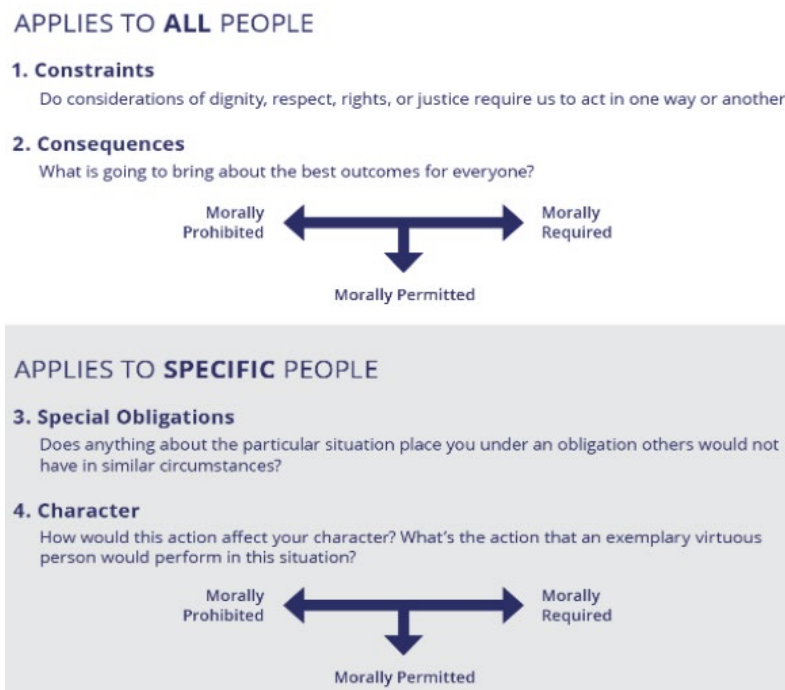 APPLIES TO ALL PEOPLE
1. Constraints
Do considerations of dignity, respect, rights, or justice require us to act in one way or another
2. Consequences
What is going to bring about the best outcomes for everyone?
Morally
Prohibited
Morally
Required
Morally Permitted
APPLIES TO SPECIFIC PEOPLE
3. Special Obligations
Does anything about the particular situation place you under an obligation others would not
have in similar circumstances?
4. Character
How would this action affect your character? What's the action that an exemplary virtuous
person would perform in this situation?
Morally
Prohibited
Morally
Required
Morally Permitted